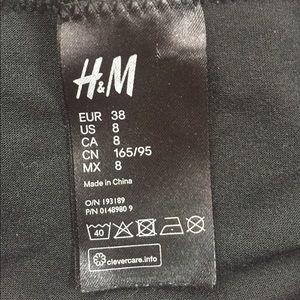 H&M
EUR 38
US 8
CA 8
CN 165/95
MX 8
Made in China
O/N 193189
P/N 0148980 9
40
clevercare.info